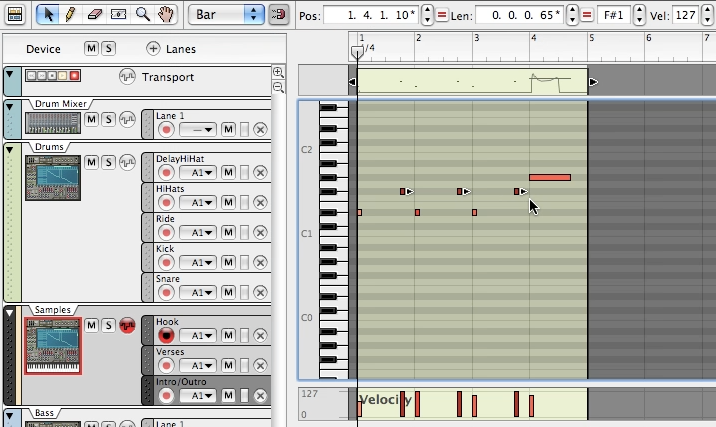 Bar Pos: 1. 4. 1. 10* Len: 0. 0. 0. 65* F#1 Vel: 127
Device M S + Lanes
1 2 3 4 5 6 7
/4
Transport
Drum Mixer
M S
Lane 1
— M
Drums
M S
DelayHiHat
A1 M
HiHats
A1 M
Ride
A1 M
Kick
A1 M
Snare
A1 M
Samples
M S
Hook
A1 M
Verses
A1 M
Intro/Outro
A1 M
Bass
M S
Lane 1
C2
C1
C0
127
0
Velocity